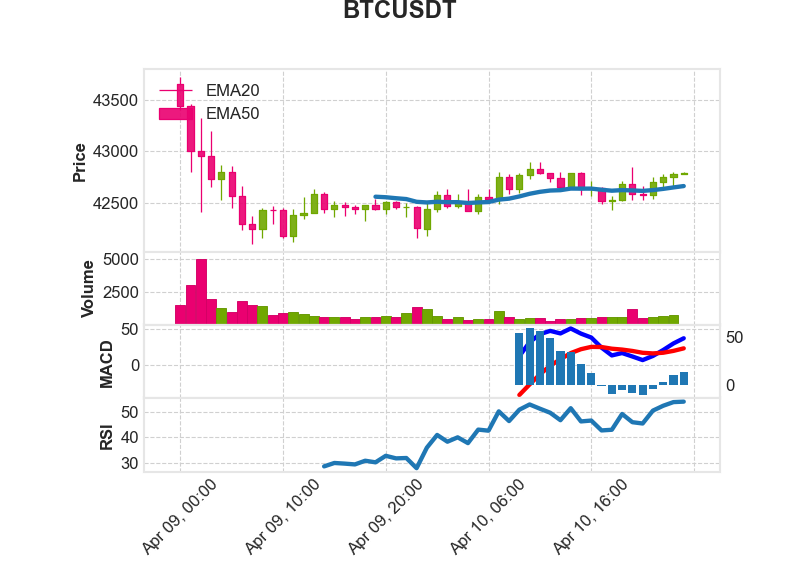 BTCUSDT
EMA20
EMA50
Price
43500
43000
42500
Volume
5000
2500
MACD
50
0
50
0
RSI
50
40
30
Apr 09, 00:00
Apr 09, 10:00
Apr 09, 20:00
Apr 10, 06:00
Apr 10, 16:00